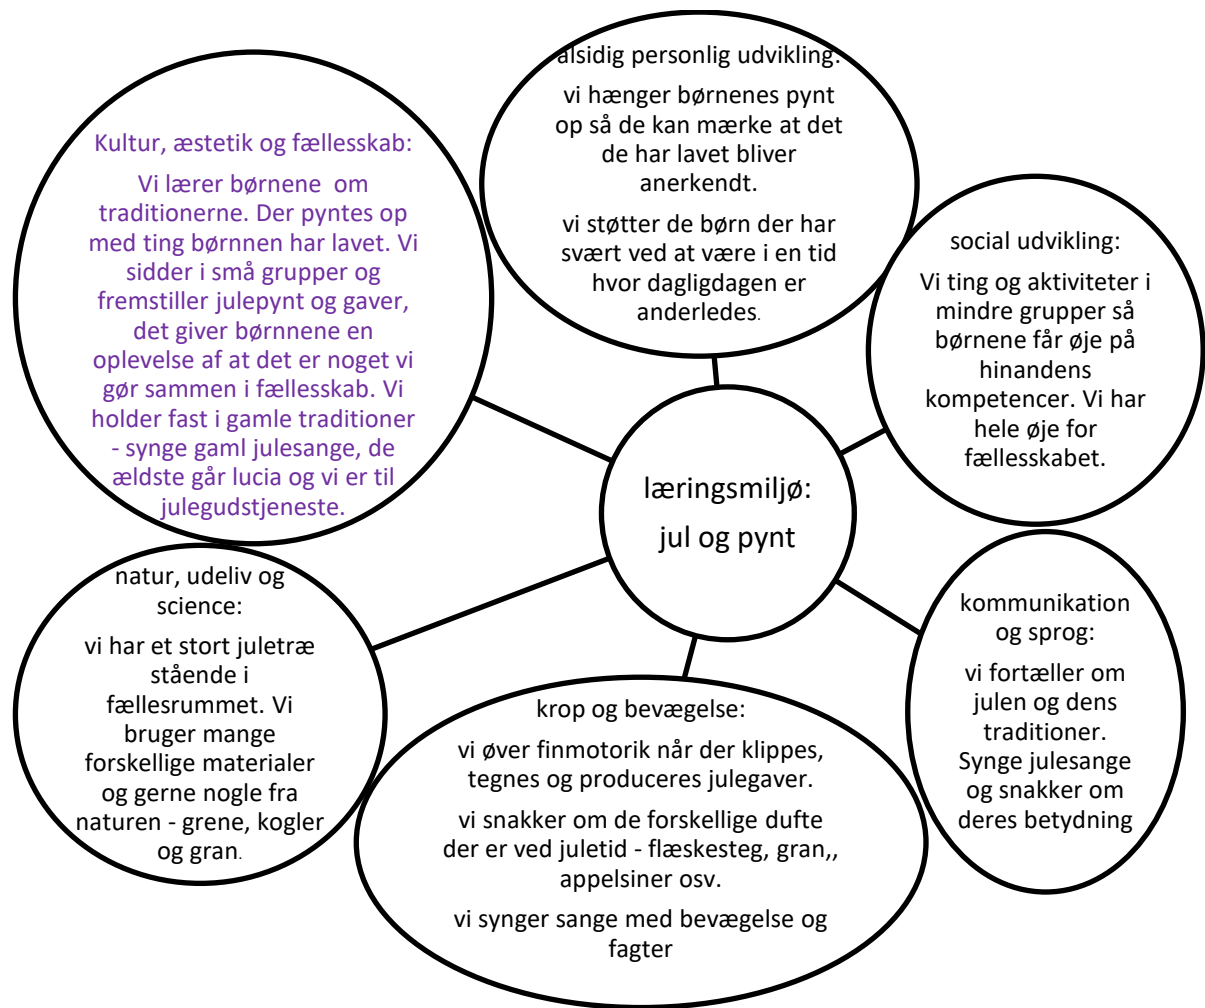 alsidig personlig udvikling:
vi hænger børnenes pynt
op så de kan mærke at det
de har lavet bliver
anerkendt.
vi støtter de børn der har
svært ved at være i en tid
hvor dagligdagen er
anderledes.
Kultur, æstetik og fællesskab:
Vi lærer børnene om
traditionerne. Der pyntes op
med ting børnnen har lavet. Vi
sidder i små grupper og
fremstiller julepynt og gaver,
det giver børnnene en
oplevelse af at det er noget vi
gør sammen i fællesskab. Vi
holder fast i gamle traditioner
- synge gaml julesange, de
ældste går lucia og vi er til
julegudstjeneste.
social udvikling:
Vi ting og aktiviteter i
mindre grupper så
børnene får øje på
hinandens
kompetencer. Vi har
hele øje for
fællesskabet.
læringsmiljø:
jul og pynt
natur, udeliv og
science:
vi har et stort juletræ
stående i
fællesrummet. Vi
bruger mange
forskellige materialer
og gerne nogle fra
naturen - grene, kogler
og gran.
kommunikation
og sprog:
vi fortæller om
julen og dens
traditioner.
Synge julesange
og snakker om
deres betydning
krop og bevægelse:
vi øver finmotorik når der klippes,
tegnes og produceres julegaver.
vi snakker om de forskellige dufte
der er ved juletid - flæskesteg, gran,,
appelsiner osv.
vi synger sange med bevægelse og
fagter